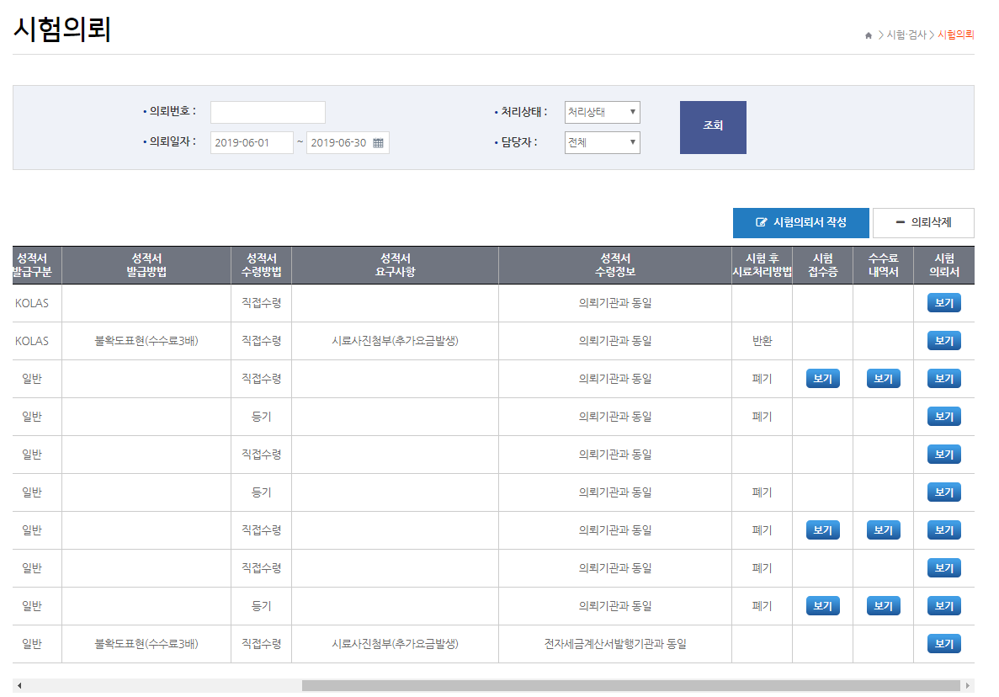 시험의뢰
> 시험·검사 > 시험의뢰
• 의뢰번호 :
• 처리상태 : 처리상태
조회
• 의뢰일자 : 2019-06-01 ~ 2019-06-30
• 담당자 : 전체
시험의뢰서 작성
의뢰삭제
성적서 성적서 성적서 성적서 성적서 시험 후 시험 수수료 시험
발급구분 발급방법 수령방법 요구사항 수령정보 시료처리방법 접수증 내역서 의뢰서
KOLAS 직접수령 의뢰기관과 동일 보기
KOLAS 불확도표현(수수료3배) 직접수령 시료사진첨부(추가요금발생) 의뢰기관과 동일 반환 보기
일반 직접수령 의뢰기관과 동일 폐기 보기 보기 보기
일반 등기 의뢰기관과 동일 폐기 보기
일반 직접수령 의뢰기관과 동일 보기
일반 등기 의뢰기관과 동일 폐기 보기
일반 직접수령 의뢰기관과 동일 폐기 보기 보기 보기
일반 직접수령 의뢰기관과 동일 폐기 보기
일반 등기 의뢰기관과 동일 폐기 보기 보기 보기
일반 불확도표현(수수료3배) 직접수령 시료사진첨부(추가요금발생) 전자세금계산서발행기관과 동일 보기